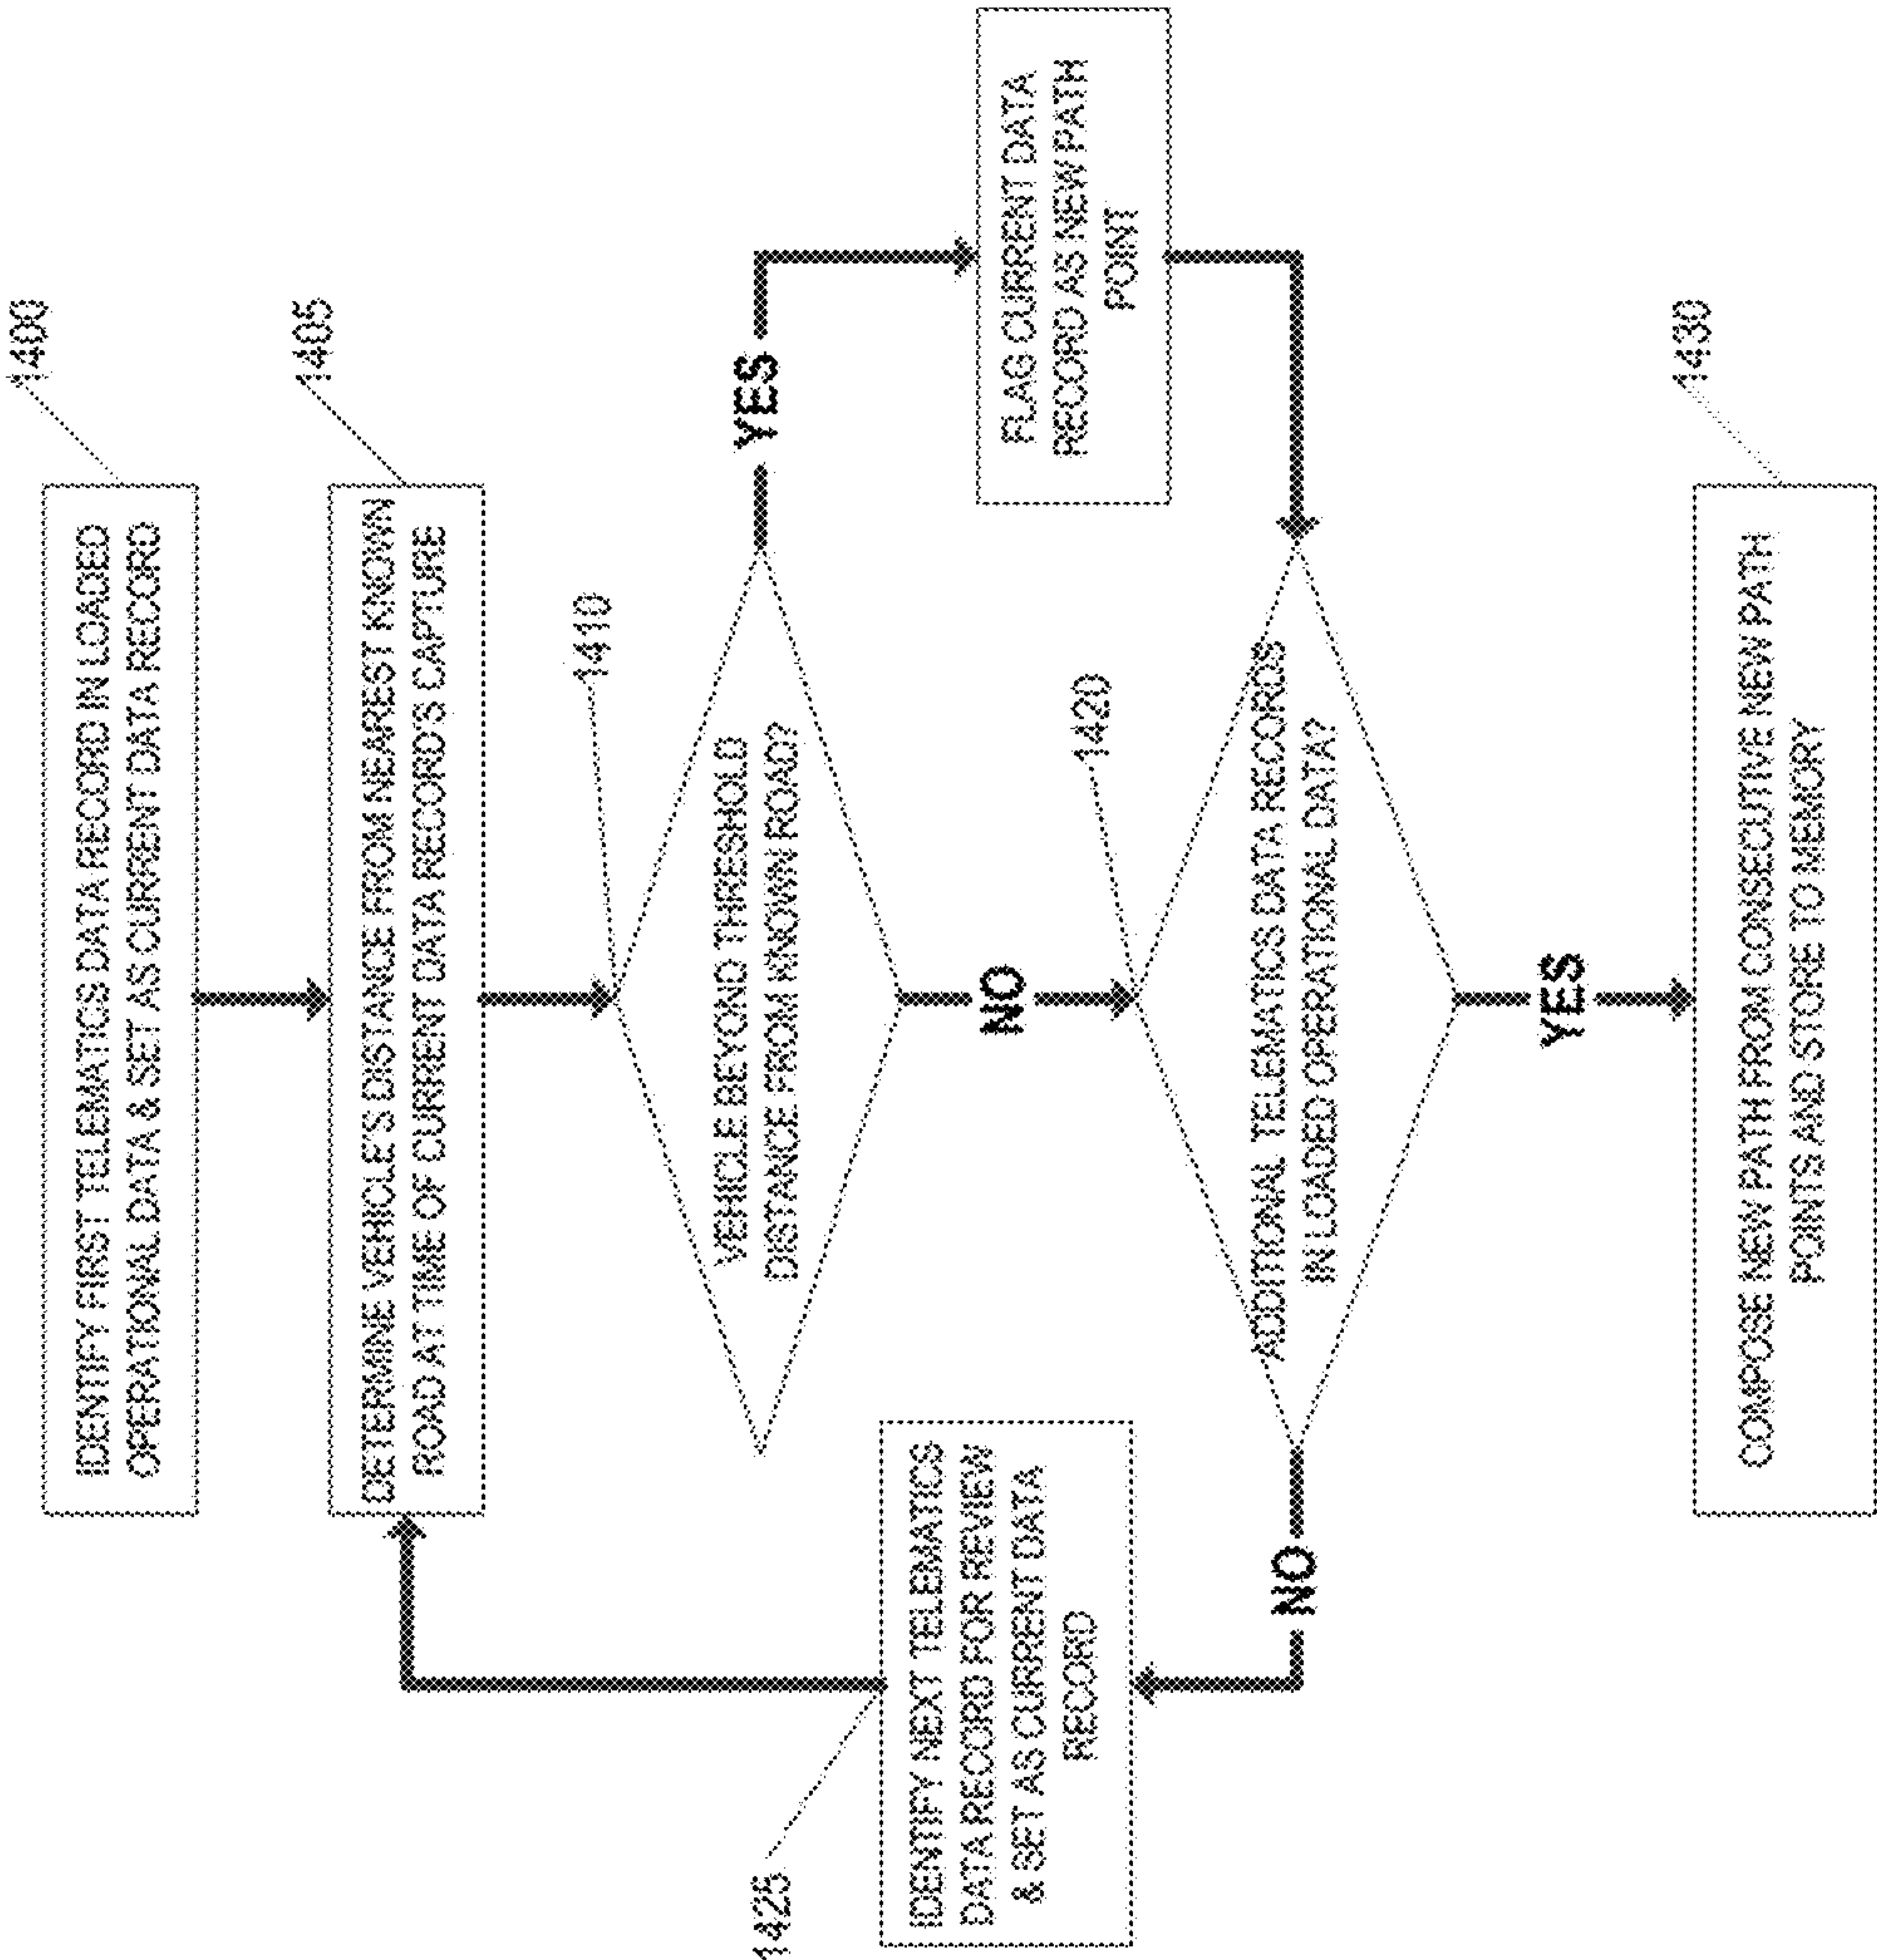 1400
IDENTIFY FIRST TELEMATICS DATA RECORD IN LOADED
OPERATIONAL DATA & SET AS CURRENT DATA RECORD
1405
DETERMINE VEHICLE'S DISTANCE FROM NEAREST KNOWN
ROAD AT TIME OF CURRENT DATA RECORD'S CAPTURE
1410
VEHICLE BEYOND THRESHOLD
DISTANCE FROM KNOWN ROAD?
YES
FLAG CURRENT DATA
RECORD AS NEW PATH
POINT
NO
1420
ADDITIONAL TELEMATICS DATA RECORDS
IN LOADED OPERATIONAL DATA?
NO
1425
IDENTIFY NEXT TELEMATICS
DATA RECORD FOR REVIEW
& SET AS CURRENT DATA
RECORD
YES
1430
COMPOSE NEW PATH FROM CONSECUTIVE NEW PATH
POINTS AND STORE TO MEMORY